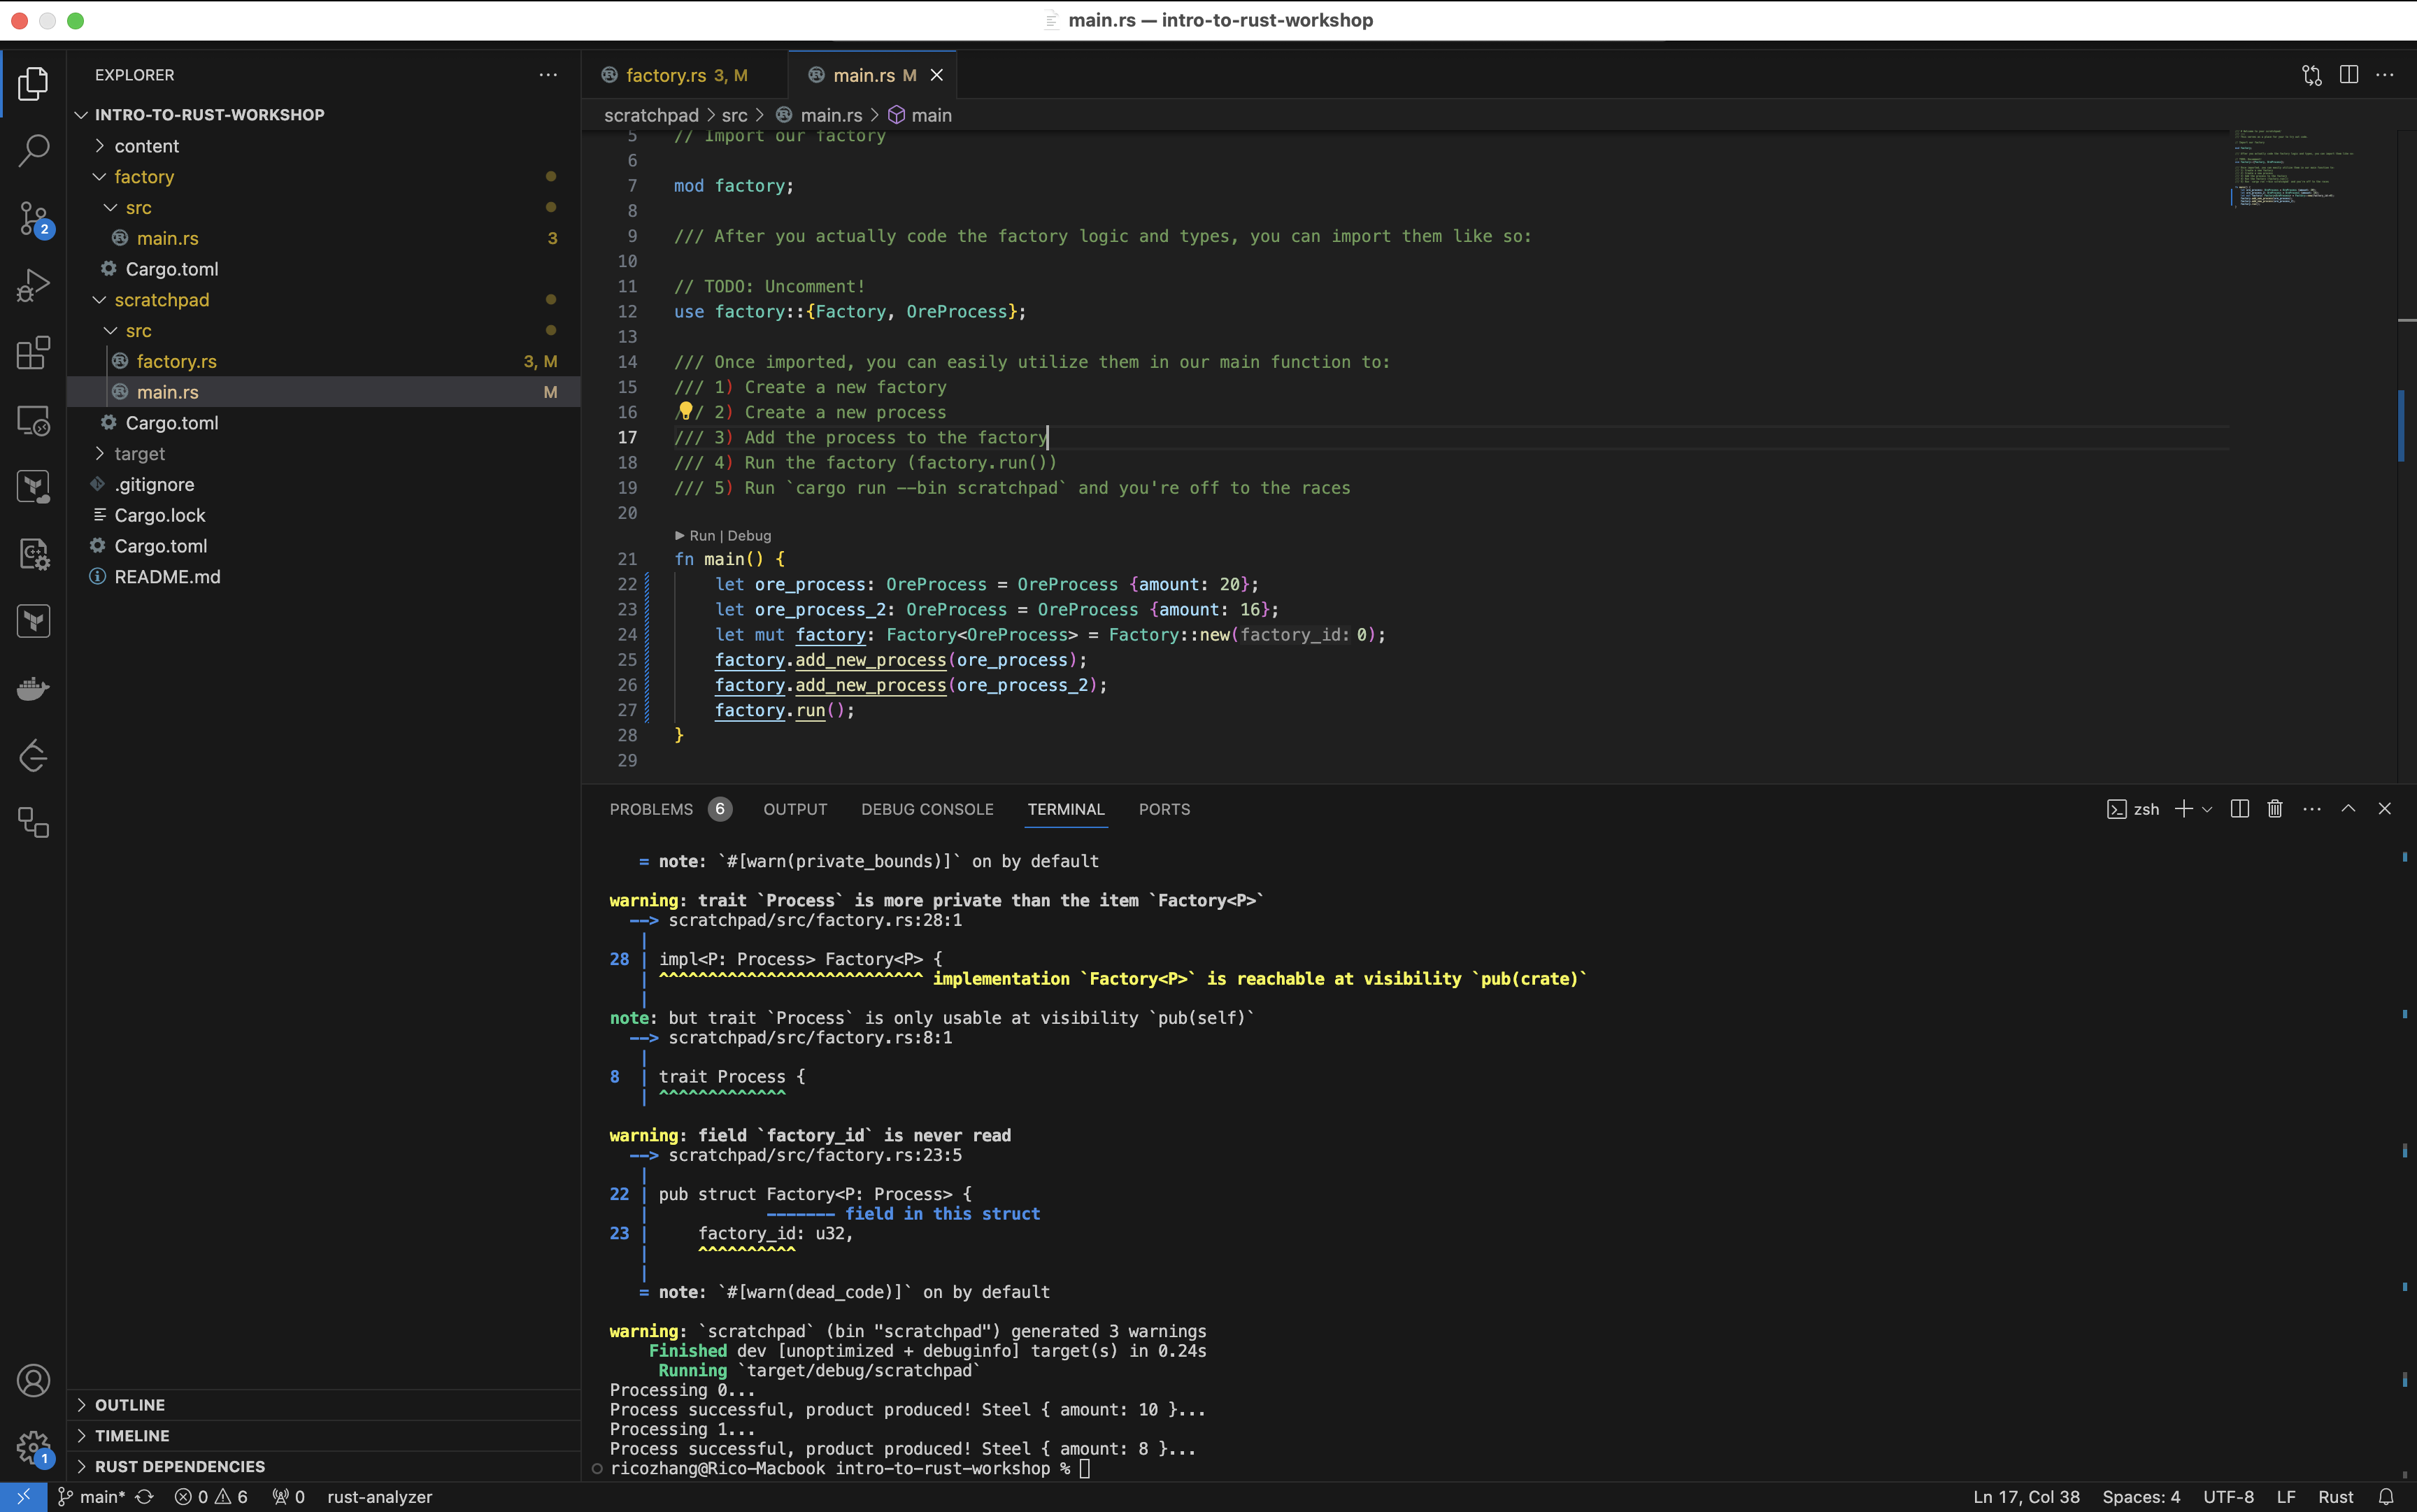 main.rs — intro-to-rust-workshop
EXPLORER
INTRO-TO-RUST-WORKSHOP
content
factory
src
main.rs 3
Cargo.toml
scratchpad
src
factory.rs 3, M
main.rs M
Cargo.toml
target
.gitignore
Cargo.lock
Cargo.toml
README.md
OUTLINE
TIMELINE
RUST DEPENDENCIES
2
1
factory.rs 3, M
main.rs M
scratchpad > src > main.rs > main
5 // Import our factory
6
7 mod factory;
8
9 /// After you actually code the factory logic and types, you can import them like so:
10
11 // TODO: Uncomment!
12 use factory::{Factory, OreProcess};
13
14 /// Once imported, you can easily utilize them in our main function to:
15 /// 1) Create a new factory
16 /// 2) Create a new process
17 /// 3) Add the process to the factory
18 /// 4) Run the factory (factory.run())
19 /// 5) Run `cargo run --bin scratchpad` and you're off to the races
20
Run | Debug
21 fn main() {
22 let ore_process: OreProcess = OreProcess {amount: 20};
23 let ore_process_2: OreProcess = OreProcess {amount: 16};
24 let mut factory: Factory<OreProcess> = Factory::new(factory_id: 0);
25 factory.add_new_process(ore_process);
26 factory.add_new_process(ore_process_2);
27 factory.run();
28 }
29
PROBLEMS 6 OUTPUT DEBUG CONSOLE TERMINAL PORTS
zsh
= note: `#[warn(private_bounds)]` on by default
warning: trait `Process` is more private than the item `Factory<P>`
--> scratchpad/src/factory.rs:28:1
|
28 | impl<P: Process> Factory<P> {
| ^^^^^^^^^^^^^^^^^^^^^^^^^^^ implementation `Factory<P>` is reachable at visibility `pub(crate)`
|
note: but trait `Process` is only usable at visibility `pub(self)`
--> scratchpad/src/factory.rs:8:1
|
8 | trait Process {
| ^^^^^^^^^^^^^
warning: field `factory_id` is never read
--> scratchpad/src/factory.rs:23:5
|
22 | pub struct Factory<P: Process> {
| ------- field in this struct
23 | factory_id: u32,
| ^^^^^^^^^^
|
= note: `#[warn(dead_code)]` on by default
warning: `scratchpad` (bin "scratchpad") generated 3 warnings
Finished dev [unoptimized + debuginfo] target(s) in 0.24s
Running `target/debug/scratchpad`
Processing 0...
Process successful, product produced! Steel { amount: 10 }...
Processing 1...
Process successful, product produced! Steel { amount: 8 }...
ricozhang@Rico-Macbook intro-to-rust-workshop %
main* 0 6 0 rust-analyzer
Ln 17, Col 38 Spaces: 4 UTF-8 LF Rust